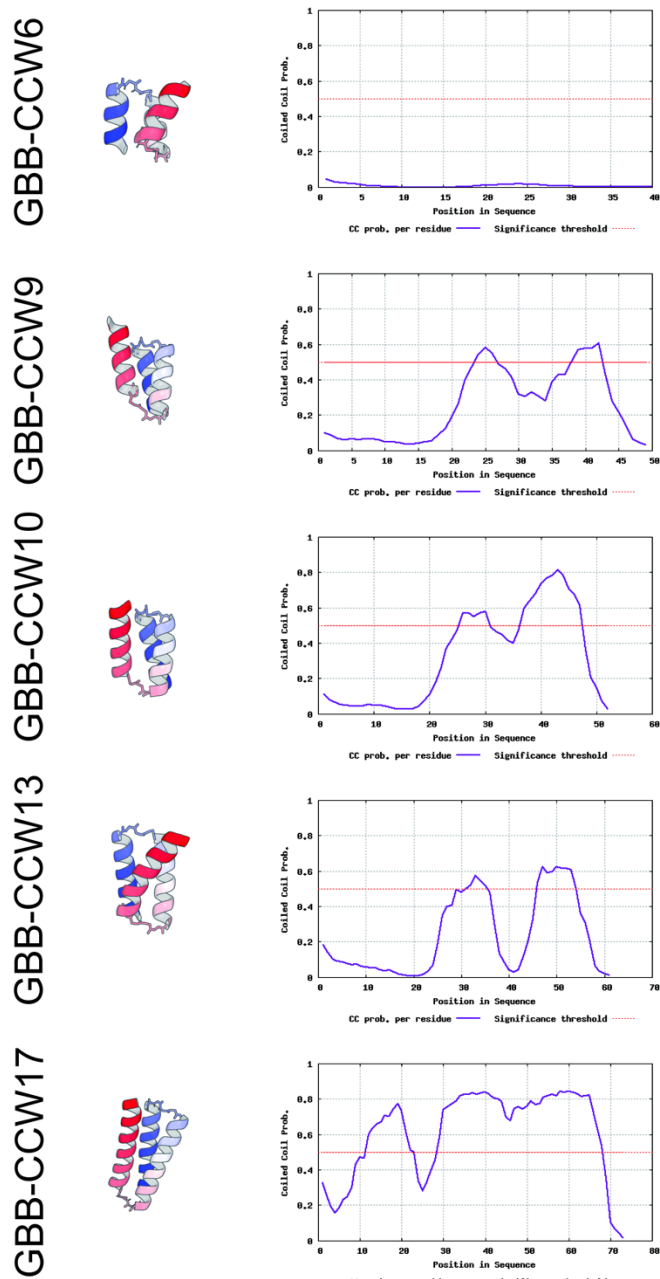 GBB-CCW6
1
0.8
0.6
0.4
0.2
0
Coiled Coil Prob.
0 5 10 15 20 25 30 35 40
Position in Sequence
CC prob. per residue Significance threshold
GBB-CCW9
1
0.8
0.6
0.4
0.2
0
Coiled Coil Prob.
0 5 10 15 20 25 30 35 40 45 50
Position in Sequence
CC prob. per residue Significance threshold
GBB-CCW10
1
0.8
0.6
0.4
0.2
0
Coiled Coil Prob.
0 10 20 30 40 50 60
Position in Sequence
CC prob. per residue Significance threshold
GBB-CCW13
1
0.8
0.6
0.4
0.2
0
Coiled Coil Prob.
0 10 20 30 40 50 60 70
Position in Sequence
CC prob. per residue Significance threshold
GBB-CCW17
1
0.8
0.6
0.4
0.2
0
Coiled Coil Prob.
0 10 20 30 40 50 60 70 80
Position in Sequence